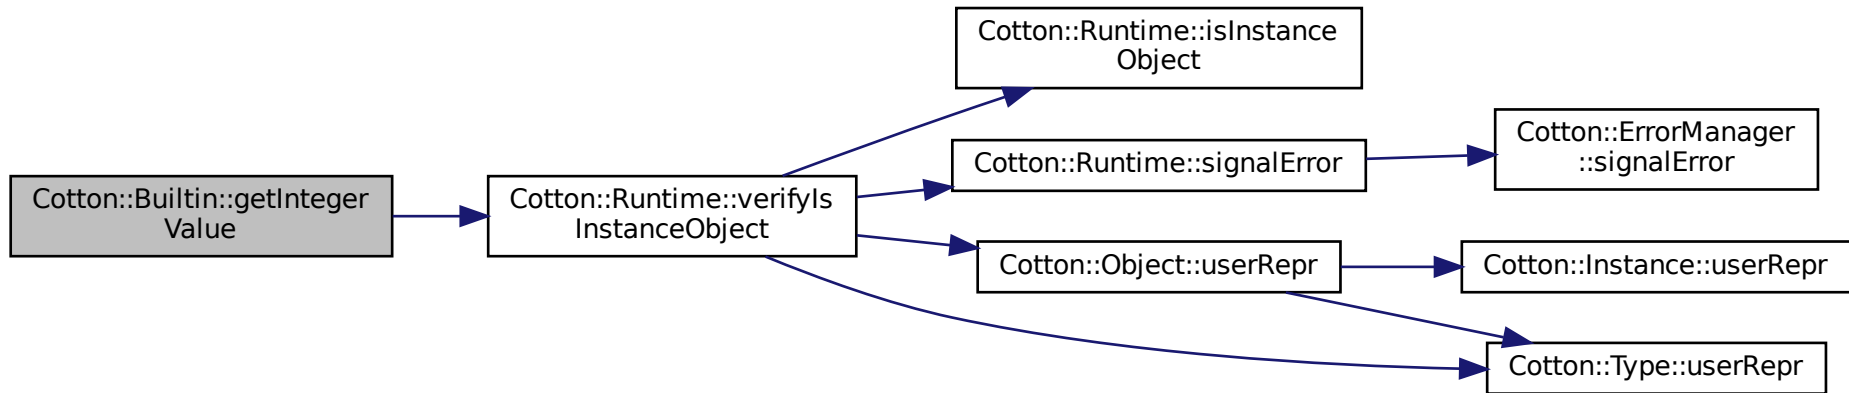 Cotton::Builtin::getInteger
Value
Cotton::Runtime::verifyIs
InstanceObject
Cotton::Runtime::isInstance
Object
Cotton::Runtime::signalError
Cotton::ErrorManager
::signalError
Cotton::Object::userRepr
Cotton::Instance::userRepr
Cotton::Type::userRepr